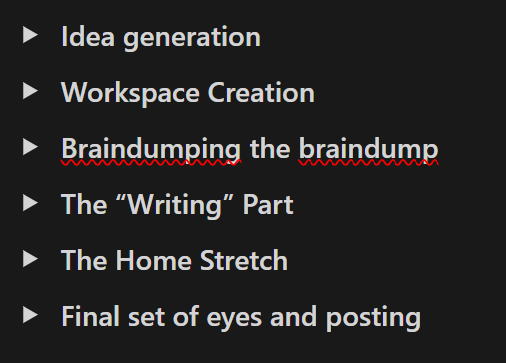 Idea generation
Workspace Creation
Braindumping the braindump
The “Writing” Part
The Home Stretch
Final set of eyes and posting